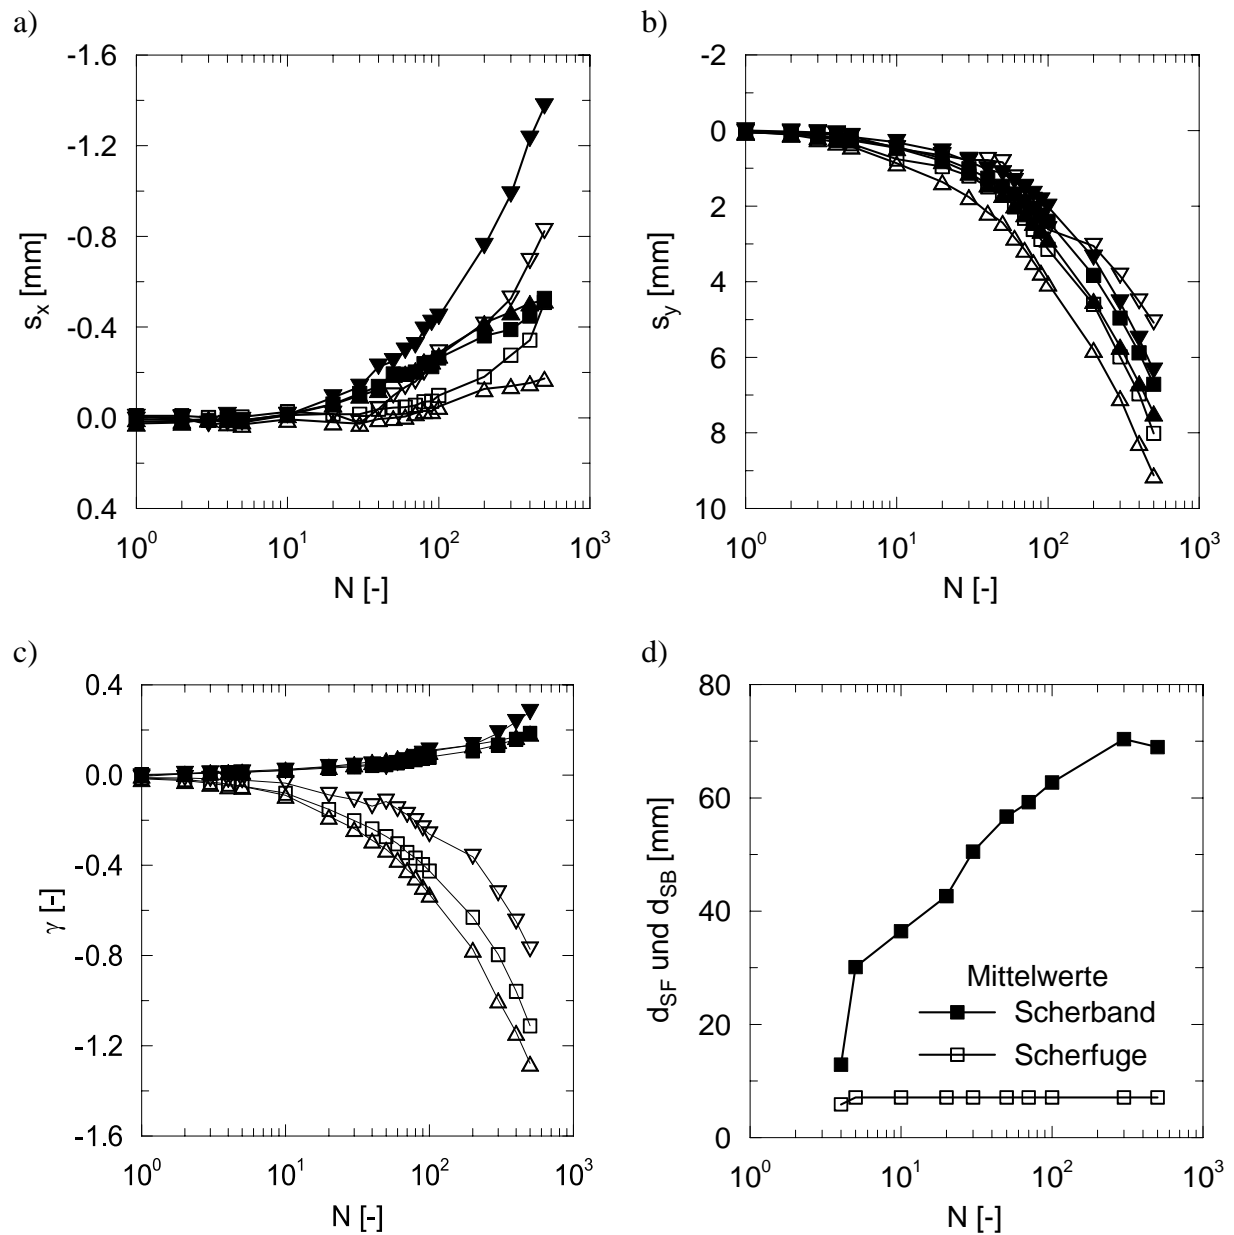 a)
-1.6
-1.2
-0.8
-0.4
0.0
0.4
s_x [mm]
10^0 10^1 10^2 10^3
N [-]
b)
-2
0
2
4
6
8
10
s_y [mm]
10^0 10^1 10^2 10^3
N [-]
c)
0.4
0.0
-0.4
-0.8
-1.2
-1.6
γ [-]
10^0 10^1 10^2 10^3
N [-]
d)
80
60
40
20
0
d_SF und d_SB [mm]
Mittelwerte
Scherband
Scherfuge
10^0 10^1 10^2 10^3
N [-]